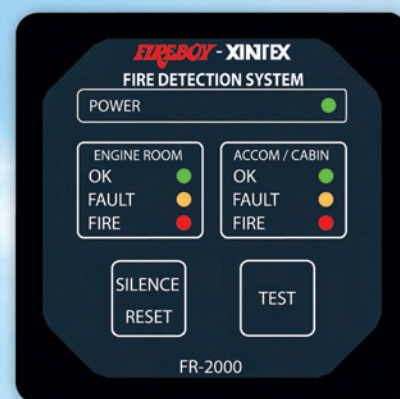 FIREBOY - XINTEX
FIRE DETECTION SYSTEM
POWER
ENGINE ROOM
OK
FAULT
FIRE
ACCOM / CABIN
OK
FAULT
FIRE
SILENCE
RESET
TEST
FR-2000